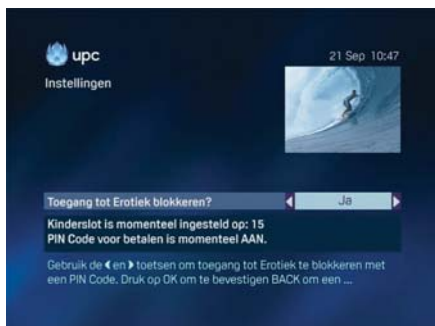 upc
21 Sep 10:47
Instellingen
Toegang tot Erotiek blokkeren?
Ja
Kinderslot is momenteel ingesteld op: 15
PIN Code voor betalen is momenteel AAN.
Gebruik de ◀ en ▶ toetsen om toegang tot Erotiek te blokkeren met
een PIN Code. Druk op OK om te bevestigen BACK om een ...